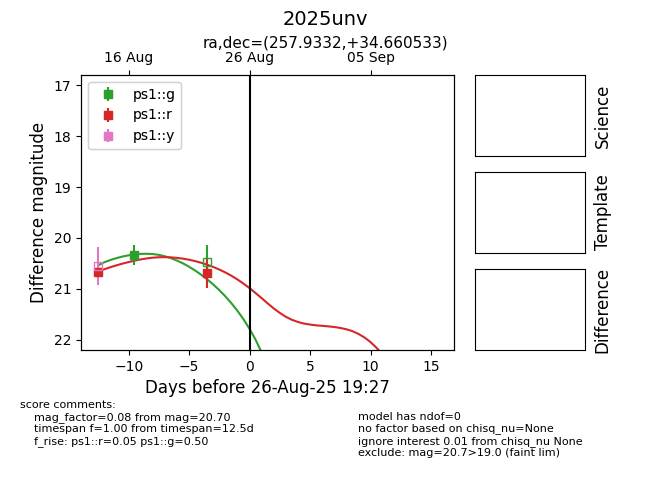 2025unv
ra,dec=(257.9332,+34.660533)
16 Aug 26 Aug 05 Sep
17
18
19
20
21
22
Difference magnitude
ps1::g
ps1::r
ps1::y
−10 −5 0 5 10 15
Days before 26-Aug-25 19:27
Science
Template
Difference
score comments:
mag_factor=0.08 from mag=20.70
timespan f=1.00 from timespan=12.5d
f_rise: ps1::r=0.05 ps1::g=0.50
model has ndof=0
no factor based on chisq_nu=None
ignore interest 0.01 from chisq_nu None
exclude: mag=20.7>19.0 (faint lim)